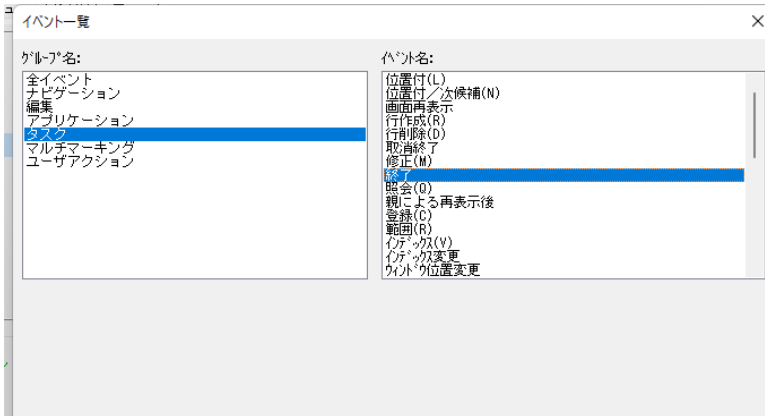 イベント一覧
ｸﾞﾙｰﾌﾟ名:
全イベント
ナビゲーション
編集
アプリケーション
タスク
マルチマーキング
ユーザアクション
ｲﾍﾞﾝﾄ名:
位置付(L)
位置付／次候補(N)
画面再表示
行作成(R)
行削除(D)
取消終了
修正(M)
終了
照会(Q)
親による再表示後
登録(C)
範囲(R)
ｲﾝﾃﾞｯｸｽ(V)
ｲﾝﾃﾞｯｸｽ変更
ｳｨﾝﾄﾞｳ位置変更